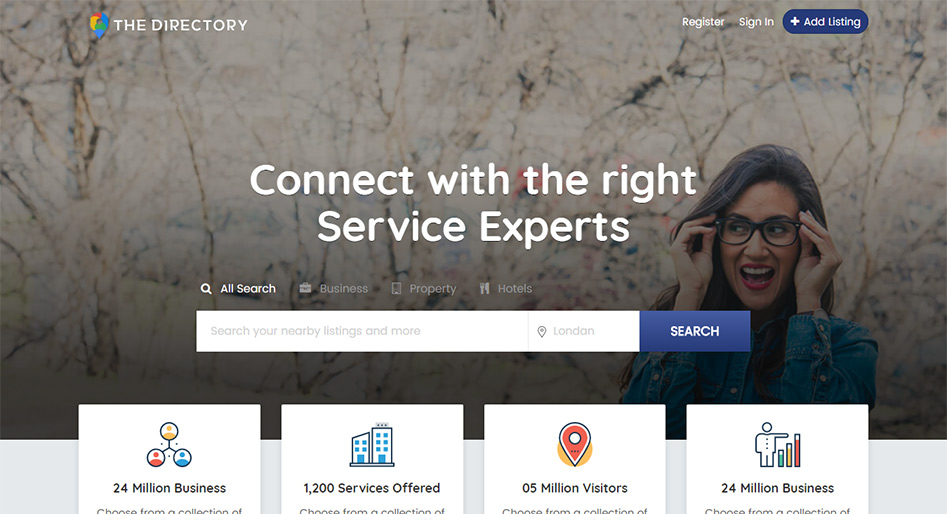 THE DIRECTORY
Register Sign In + Add Listing
Connect with the right
Service Experts
All Search Business Property Hotels
Search your nearby listings and more Londan SEARCH
24 Million Business 1,200 Services Offered 05 Million Visitors 24 Million Business
Choose from a collection of Choose from a collection of Choose from a collection of Choose from a collection of